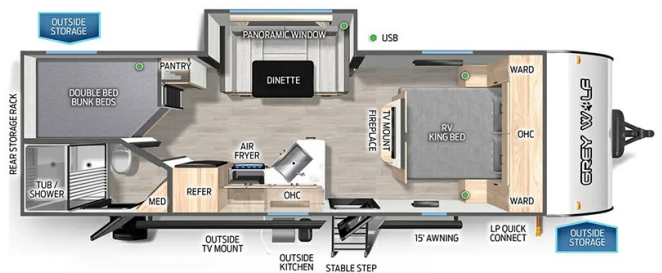 OUTSIDE
STORAGE
PANORAMIC WINDOW
USB
PANTRY
DINETTE
WARD
DOUBLE BED
BUNK BEDS
REAR STORAGE RACK
TV MOUNT
FIREPLACE
RV
KING BED
OHC
GREY WOLF
AIR
FRYER
TUB /
SHOWER
MED
REFER
OHC
WARD
OUTSIDE
TV MOUNT
OUTSIDE
KITCHEN
STABLE STEP
15' AWNING
LP QUICK
CONNECT
OUTSIDE
STORAGE